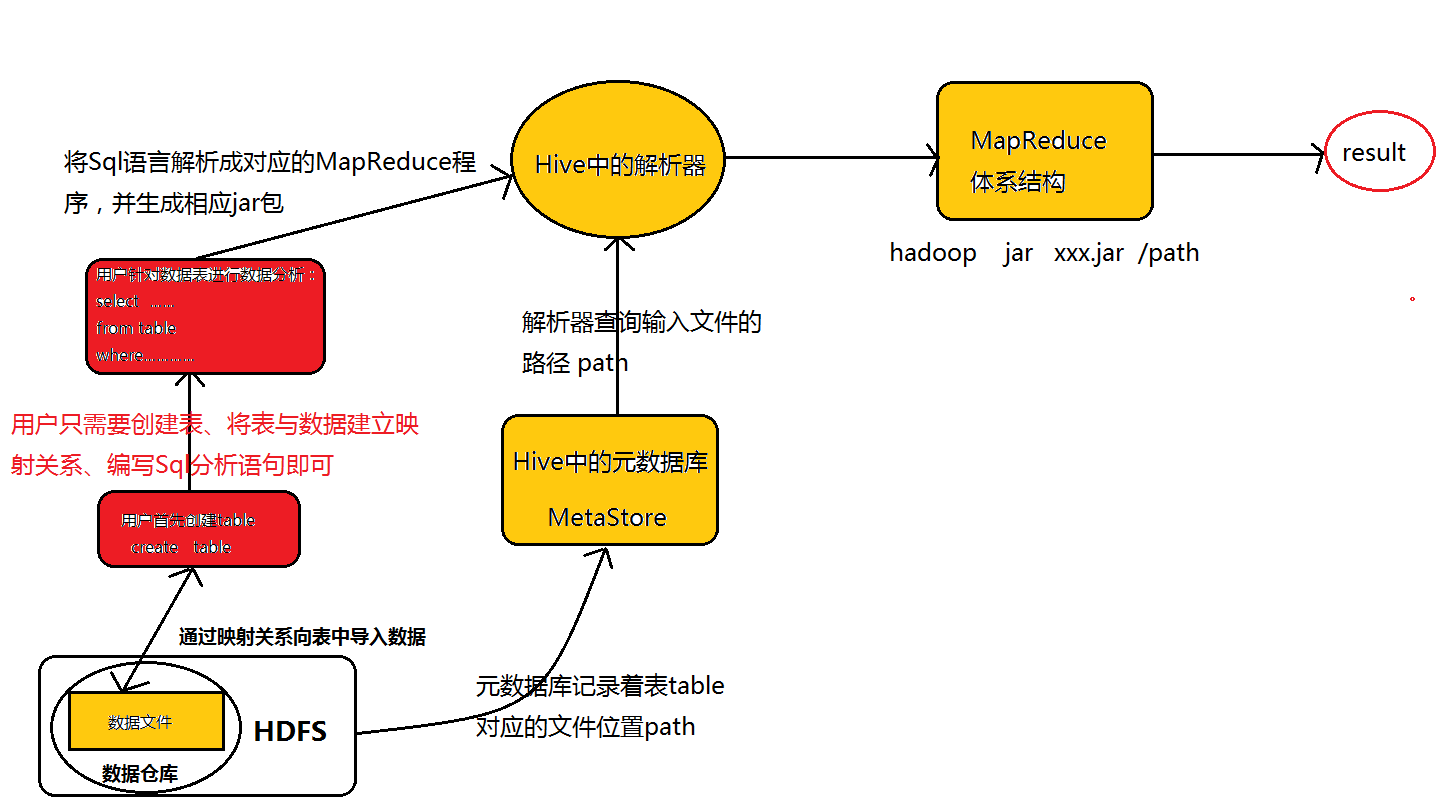 将Sql语言解析成对应的MapReduce程
序，并生成相应jar包
Hive中的解析器
MapReduce
体系结构
result
hadoop jar xxx.jar /path
用户针对数据表进行数据分析：
select ......
from table
where... ... ... ...
解析器查询输入文件的
路径 path
用户只需要创建表、将表与数据建立映
射关系、编写Sql分析语句即可
Hive中的元数据库
MetaStore
用户首先创建table
create table
通过映射关系向表中导入数据
元数据库记录着表table
对应的文件位置path
数据文件
HDFS
数据仓库